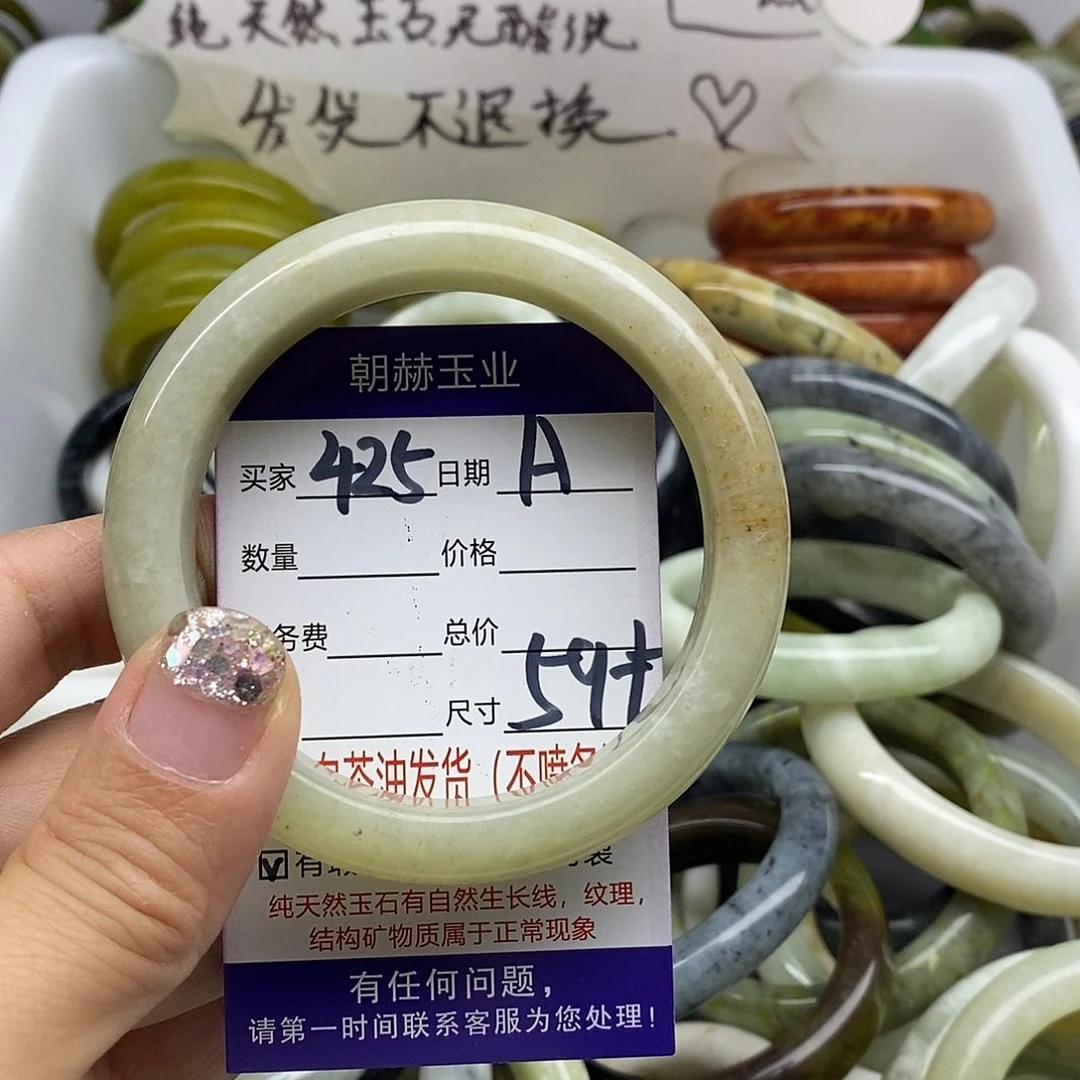 纯天然玉石无酸洗
发货不退换
朝赫玉业
买家 425 日期 A
数量 价格
务费 总价
尺寸 59+
茶油发货（不喷
纯天然玉石有自然生长线，纹理，
结构矿物质属于正常现象
有任何问题，
请第一时间联系客服为您处理！